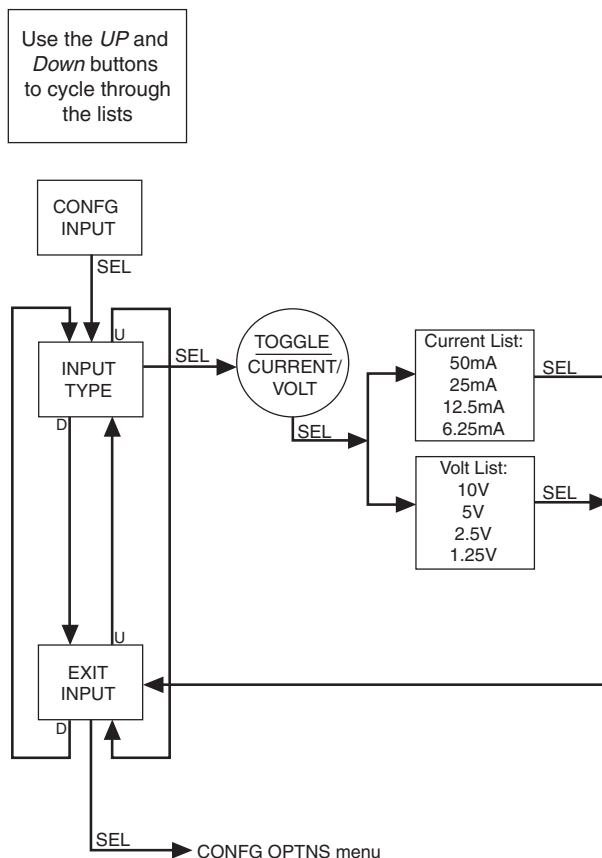 Use the UP and
Down buttons
to cycle through
the lists
CONFG
INPUT
SEL
U
INPUT
TYPE
D
SEL
TOGGLE
CURRENT/
VOLT
SEL
Current List:
50mA
25mA
12.5mA
6.25mA
SEL
Volt List:
10V
5V
2.5V
1.25V
SEL
U
EXIT
INPUT
D
SEL
CONFG OPTNS menu